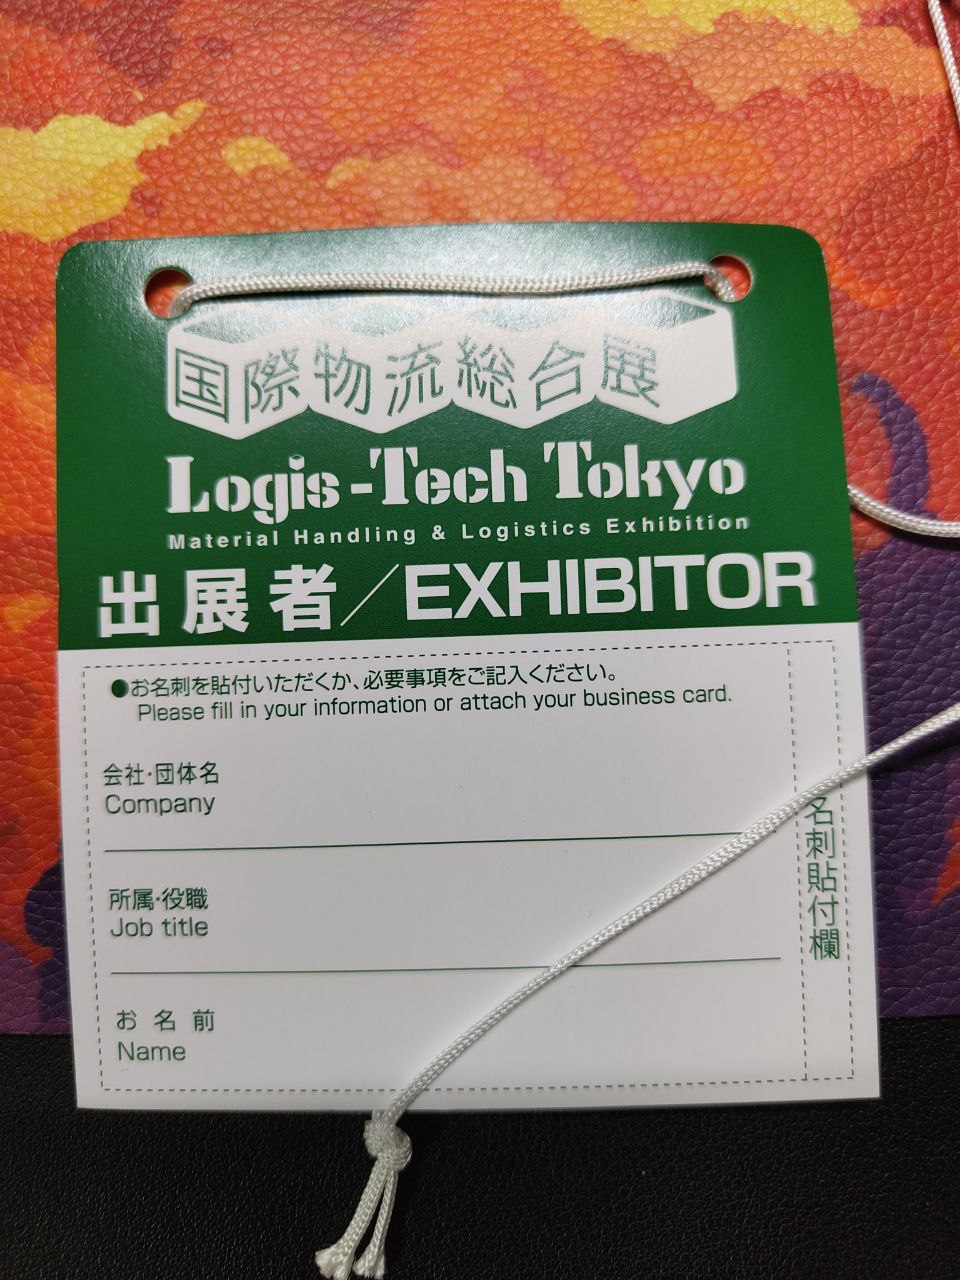 国際物流総合展
Logis-Tech Tokyo
Material Handling & Logistics Exhibition
出展者/EXHIBITOR
●お名刺を貼付いただくか、必要事項をご記入ください。
Please fill in your information or attach your business card.
会社・団体名
Company
所属・役職
Job title
お名前
Name
名刺貼付欄